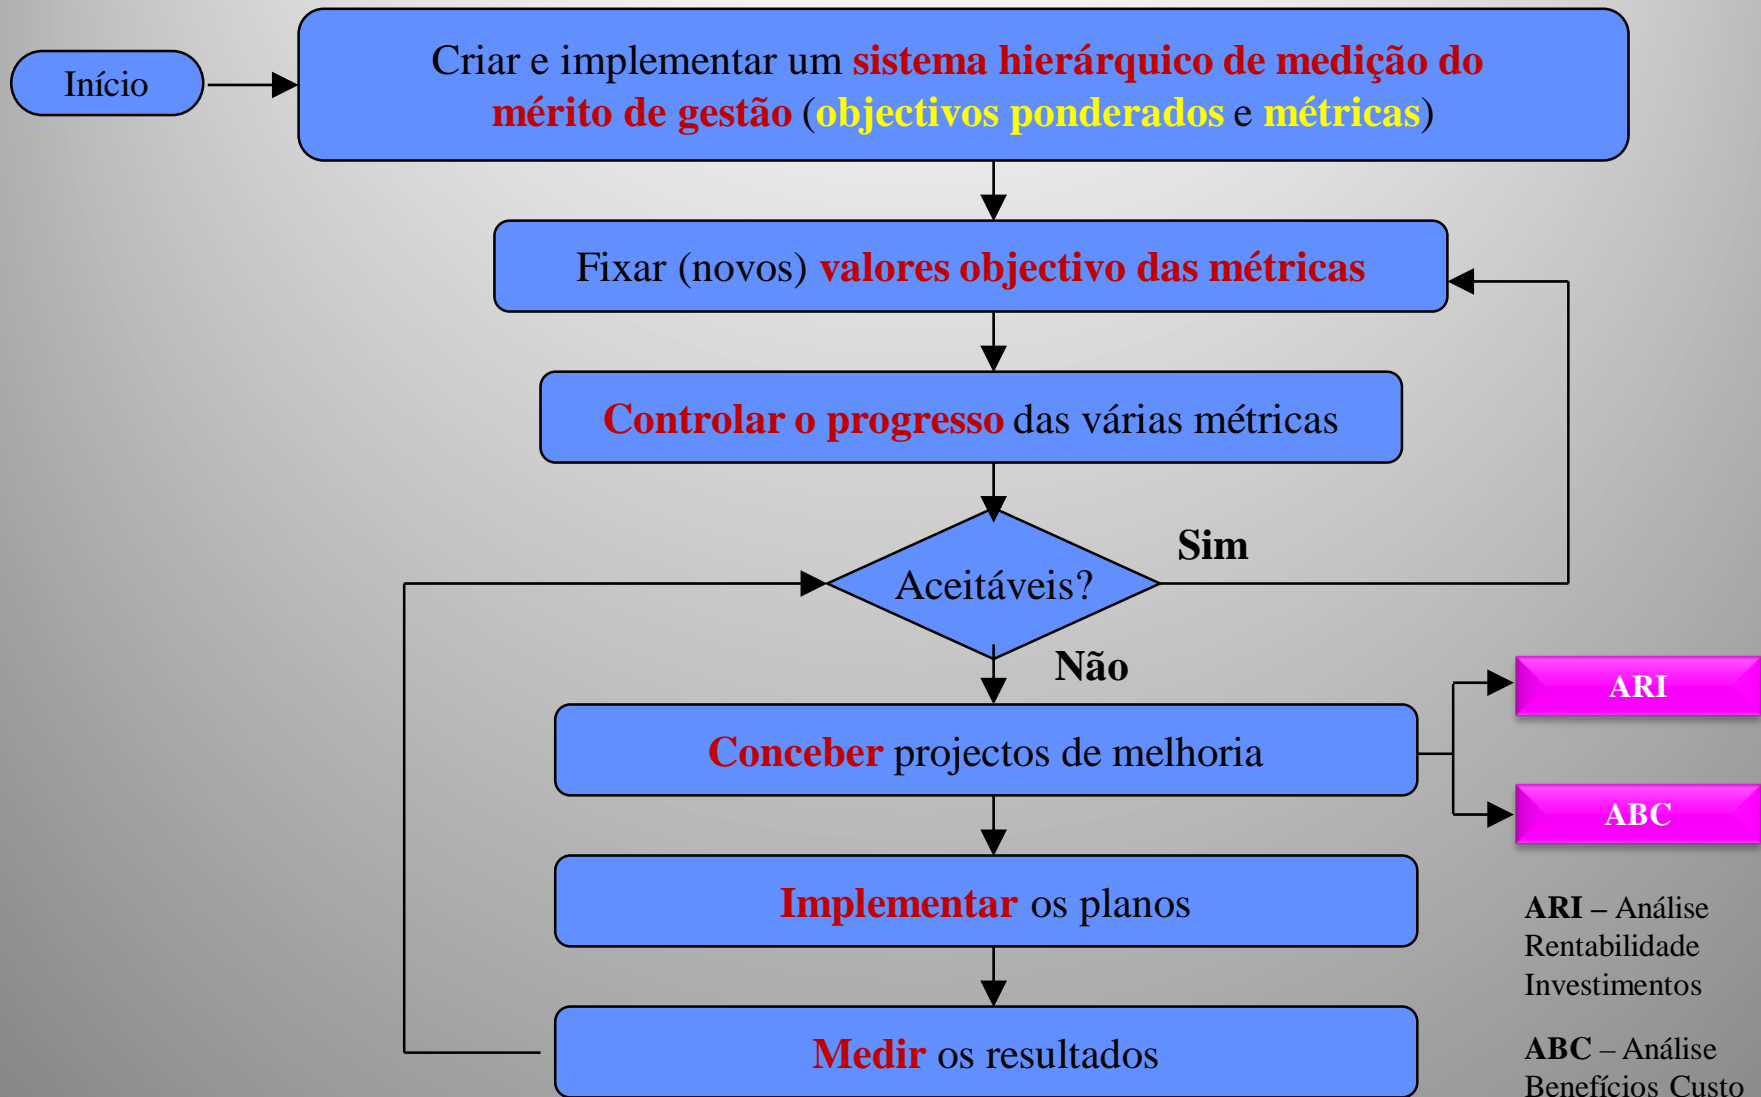 Início
Criar e implementar um sistema hierárquico de medição do
mérito de gestão (objectivos ponderados e métricas)
Fixar (novos) valores objectivo das métricas
Controlar o progresso das várias métricas
Aceitáveis?
Sim
Não
Conceber projectos de melhoria
ARI
ABC
Implementar os planos
Medir os resultados
ARI – Análise
Rentabilidade
Investimentos
ABC – Análise
Benefícios Custo